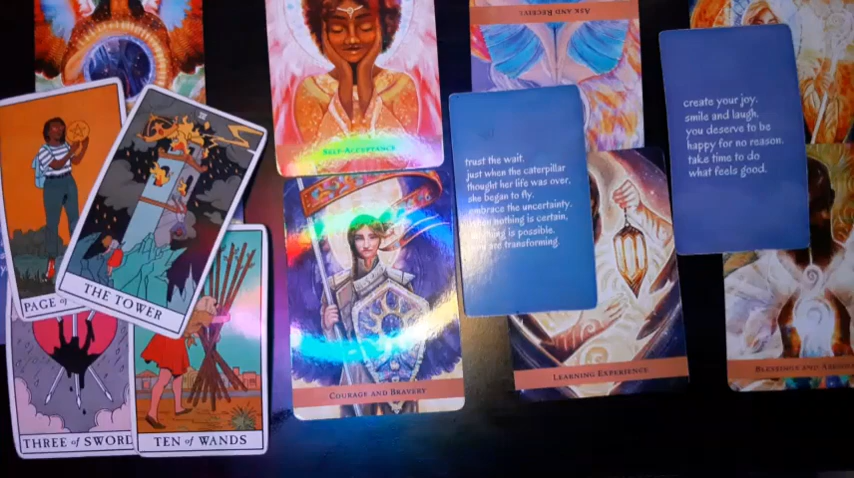 SELF-ACCEPTANCE
ASK AND RECEIVE
trust the wait.
just when the caterpillar
thought her life was over,
she began to fly.
embrace the uncertainty.
when nothing is certain,
anything is possible.
you are transforming.
create your joy.
smile and laugh,
you deserve to be
happy for no reason.
take time to do
what feels good.
PAGE of
THE TOWER
THREE of SWORD
TEN of WANDS
COURAGE AND BRAVERY
LEARNING EXPERIENCE
BLESSINGS AND